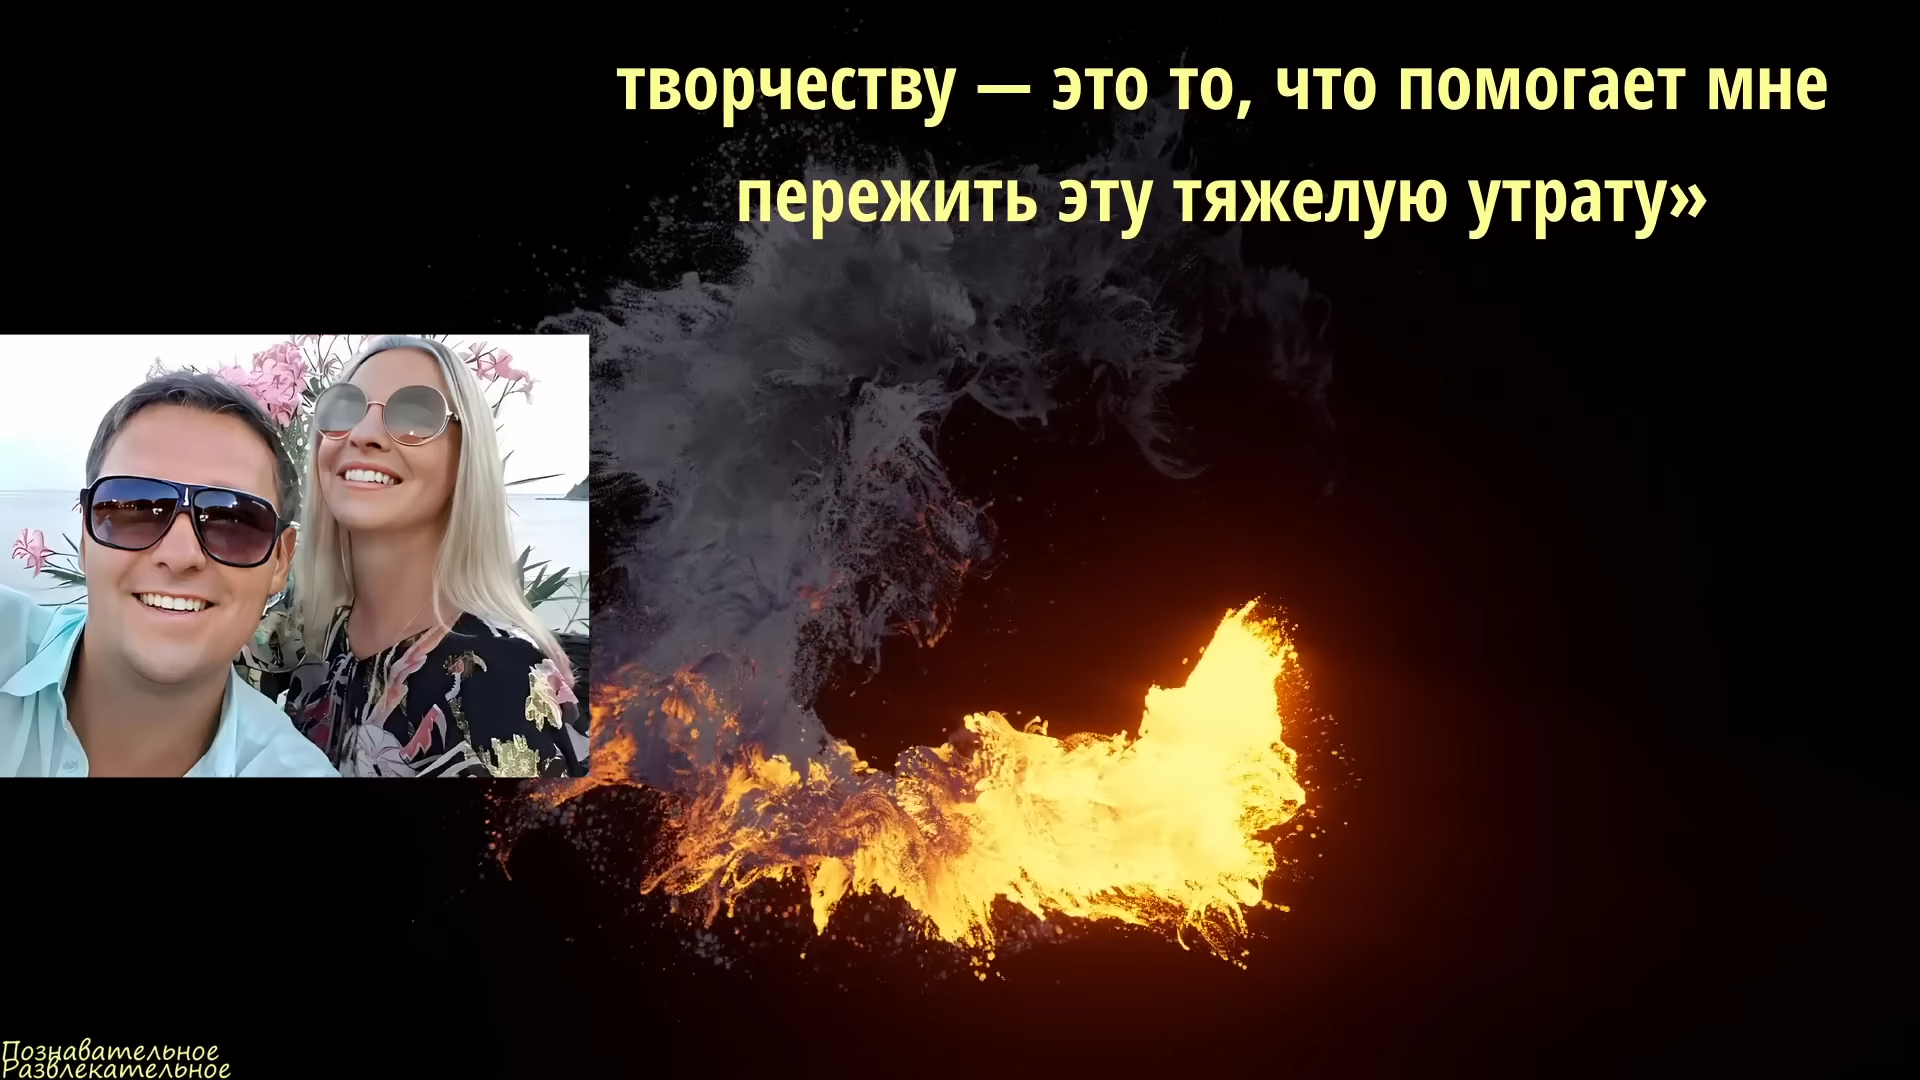 творчеству — это то, что помогает мне
пережить эту тяжелую утрату»
Познавательное
Развлекательное